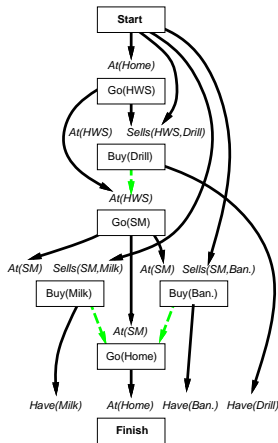 Start
At(Home)
Go(HWS)
At(HWS) Sells(HWS,Drill)
Buy(Drill)
At(HWS)
Go(SM)
At(SM) Sells(SM,Milk) At(SM) Sells(SM,Ban.)
Buy(Milk) Buy(Ban.)
At(SM)
Go(Home)
Have(Milk) At(Home) Have(Ban.) Have(Drill)
Finish